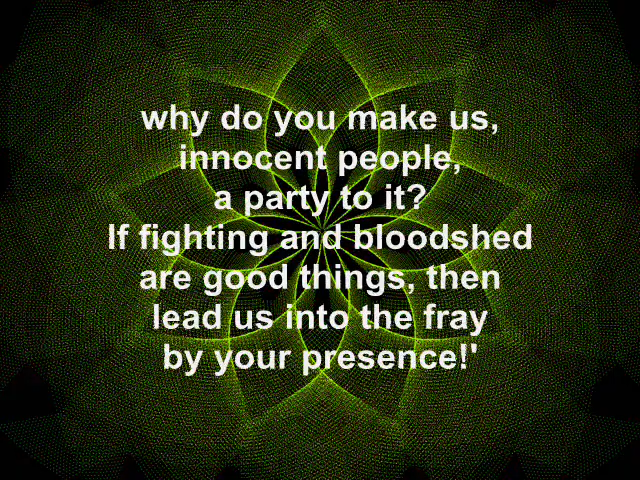 why do you make us,
innocent people,
a party to it?
If fighting and bloodshed
are good things, then
lead us into the fray
by your presence!'